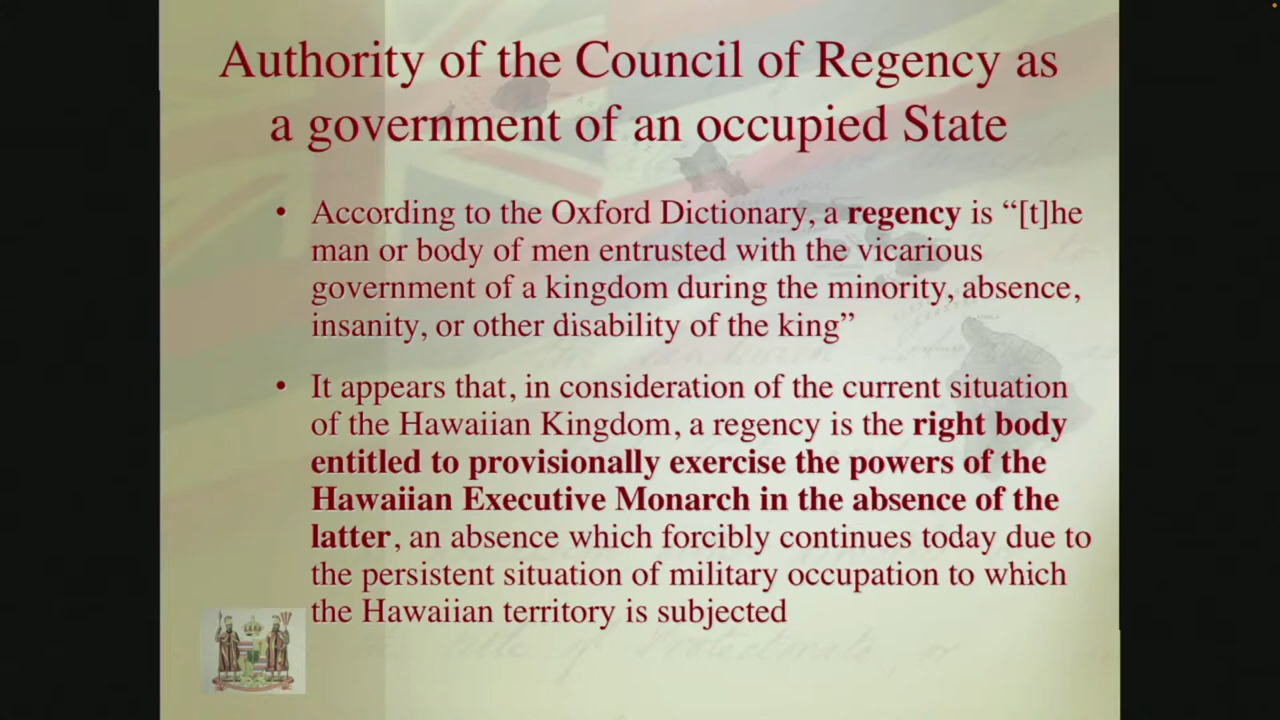 Authority of the Council of Regency as
a government of an occupied State
• According to the Oxford Dictionary, a regency is “[t]he
man or body of men entrusted with the vicarious
government of a kingdom during the minority, absence,
insanity, or other disability of the king”
• It appears that, in consideration of the current situation
of the Hawaiian Kingdom, a regency is the right body
entitled to provisionally exercise the powers of the
Hawaiian Executive Monarch in the absence of the
latter, an absence which forcibly continues today due to
the persistent situation of military occupation to which
the Hawaiian territory is subjected